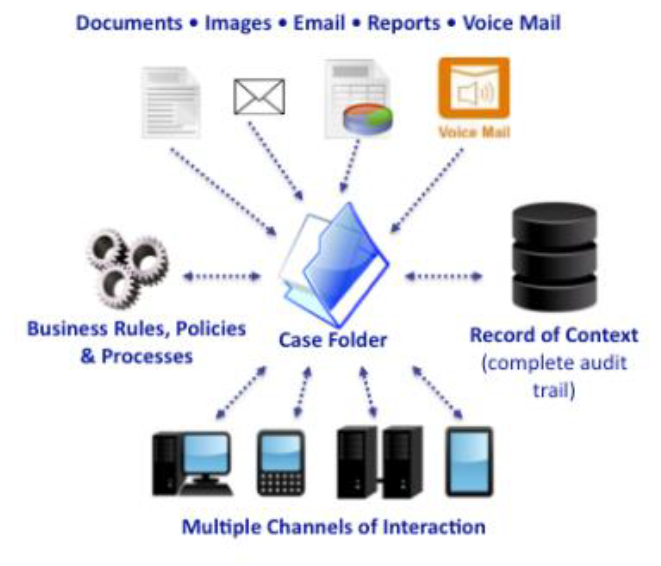 Documents • Images • Email • Reports • Voice Mail
Voice Mail
Business Rules, Policies
& Processes
Case Folder
Record of Context
(complete audit
trail)
Multiple Channels of Interaction